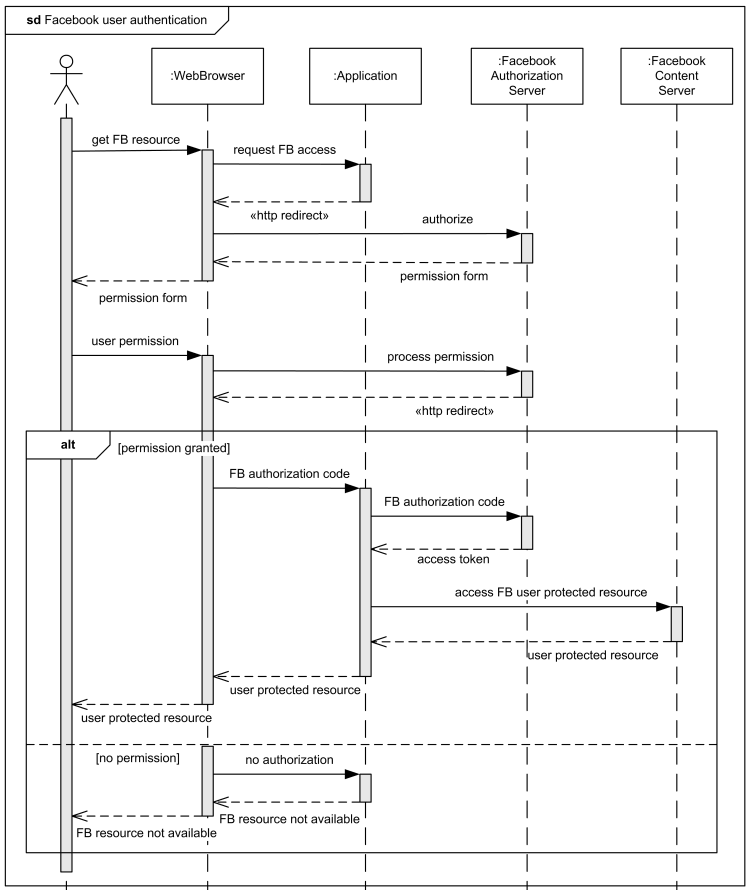 sd Facebook user authentication
:WebBrowser
:Application
:Facebook
Authorization
Server
:Facebook
Content
Server
get FB resource
request FB access
«http redirect»
authorize
permission form
permission form
user permission
process permission
«http redirect»
alt
[permission granted]
FB authorization code
FB authorization code
access token
access FB user protected resource
user protected resource
user protected resource
user protected resource
[no permission]
no authorization
FB resource not available
FB resource not available